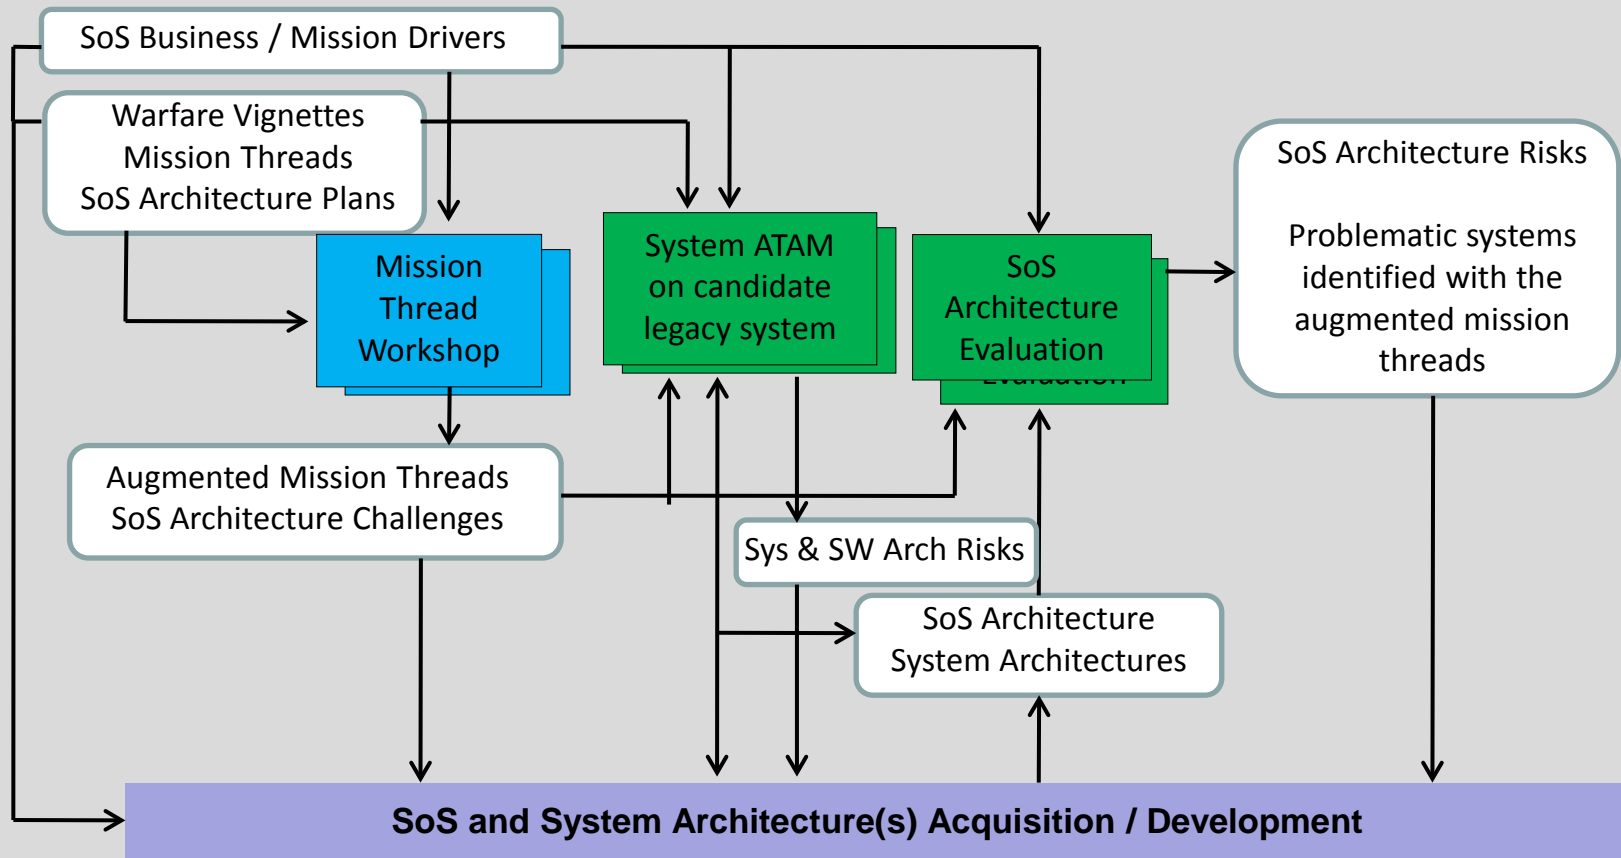 SoS Business / Mission Drivers
Warfare Vignettes
Mission Threads
SoS Architecture Plans
Mission
Thread
Workshop
System ATAM
on candidate
legacy system
SoS
Architecture
Evaluation
Evaluation
SoS Architecture Risks
Problematic systems
identified with the
augmented mission
threads
Augmented Mission Threads
SoS Architecture Challenges
Sys & SW Arch Risks
SoS Architecture
System Architectures
SoS and System Architecture(s) Acquisition / Development